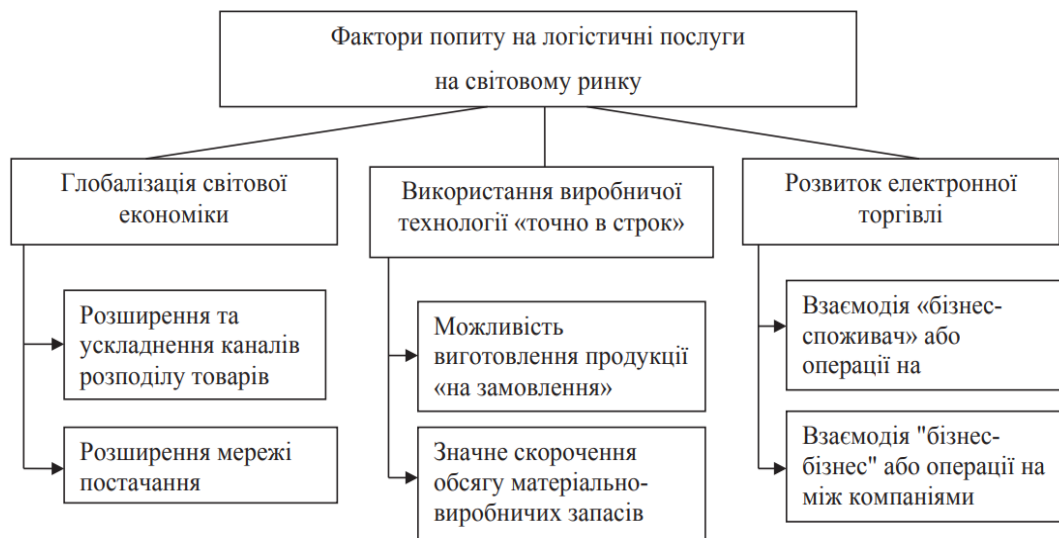 Фактори попиту на логістичні послуги
на світовому ринку
Глобалізація світової
економіки
Розширення та
ускладнення каналів
розподілу товарів
Розширення мережі
постачання
Використання виробничої
технології «точно в строк»
Можливість
виготовлення продукції
«на замовлення»
Значне скорочення
обсягу матеріально-
виробничих запасів
Розвиток електронної
торгівлі
Взаємодія «бізнес-
споживач» або
операції на
Взаємодія "бізнес-
бізнес" або операції на
між компаніями